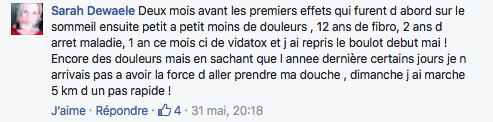 Sarah Dewaele Deux mois avant les premiers effets qui furent d abord sur le
sommeil ensuite petit a petit moins de douleurs , 12 ans de fibro, 2 ans d
arret maladie, 1 an ce mois ci de vidatox et j ai repris le boulot debut mai !
Encore des douleurs mais en sachant que l annee dernière certains jours je n
arrivais pas a avoir la force d aller prendre ma douche , dimanche j ai marche
5 km d un pas rapide !
J'aime · Répondre · 4 · 31 mai, 20:18